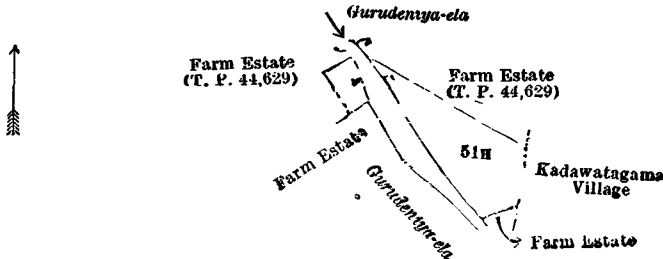 Gurudeniya-ela
Farm Estate
(T. P. 44,629)
Farm Estate
(T. P. 44,629)
Farm Estate
51H
Kadawatagama
Village
Gurudeniya-ela
Farm Estate